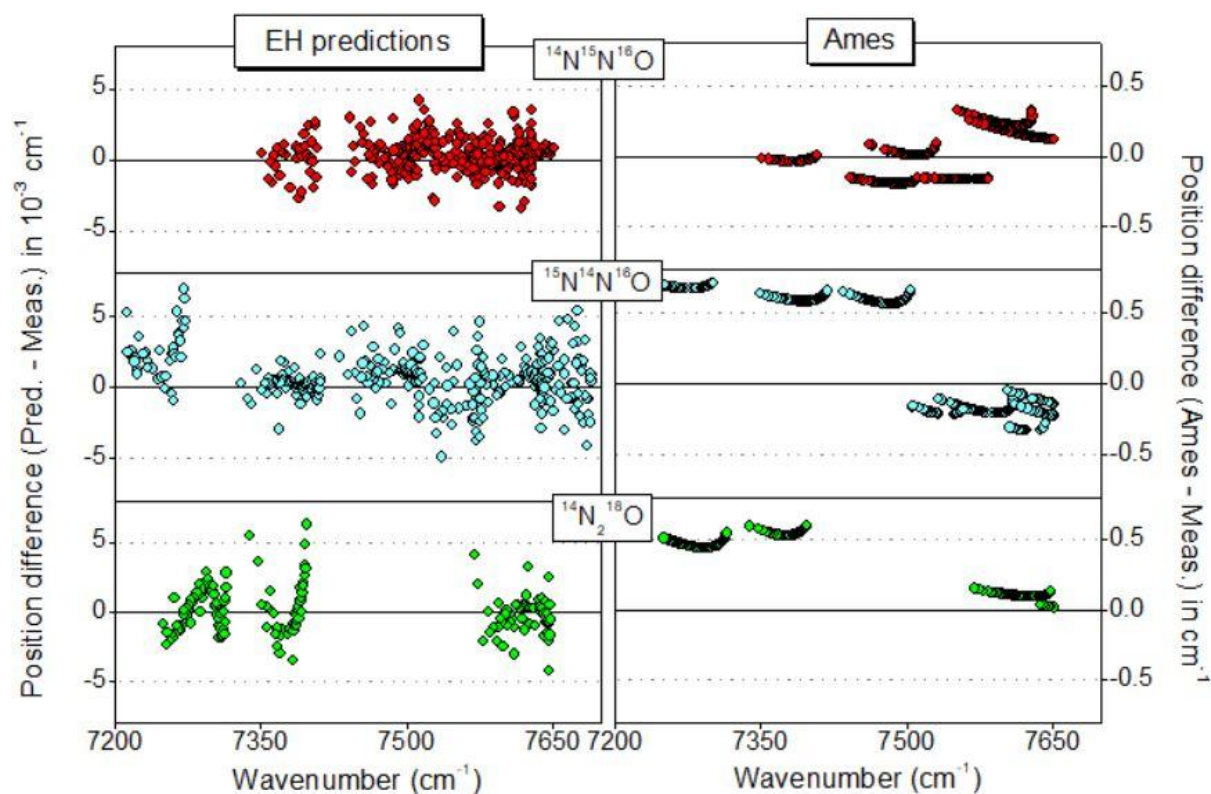 EH predictions
Ames
¹⁴N¹⁵N¹⁶O
¹⁵N¹⁴N¹⁶O
¹⁴N₂¹⁸O
Position difference (Pred. - Meas.) in 10⁻³ cm⁻¹
5
0
-5
5
0
-5
5
0
-5
0.5
0.0
-0.5
0.5
0.0
-0.5
0.5
0.0
-0.5
Position difference (Ames - Meas.) in cm⁻¹
7200 7350 7500 7650 7200 7350 7500 7650
Wavenumber (cm⁻¹) Wavenumber (cm⁻¹)